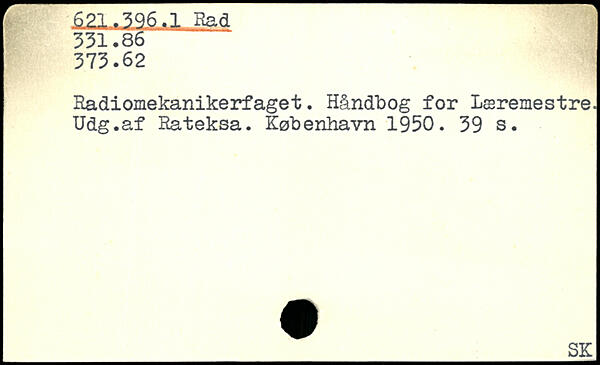 621.396.1 Rad
331.86
373.62
Radiomekanikerfaget. Håndbog for Læremestre.
Udg.af Rateksa. København 1950. 39 s.
SK